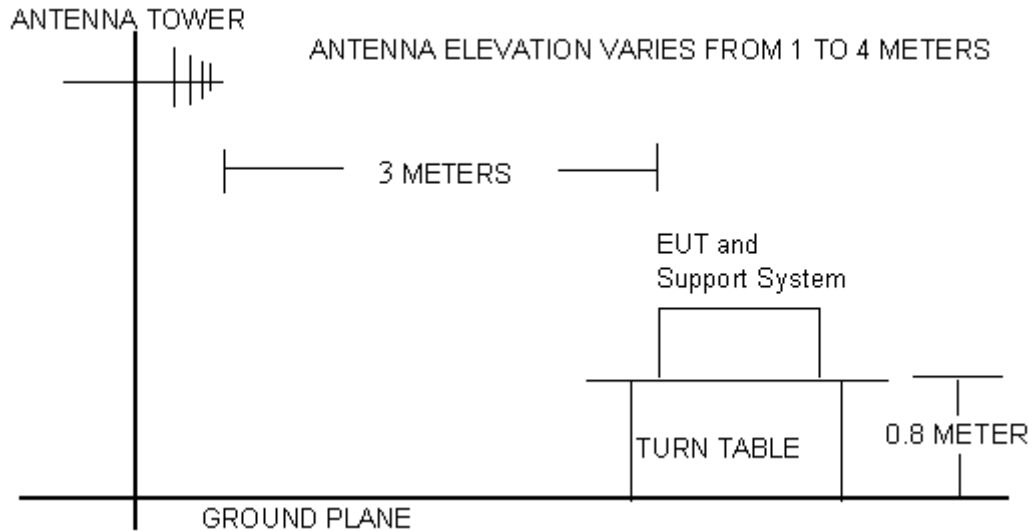 ANTENNA TOWER
ANTENNA ELEVATION VARIES FROM 1 TO 4 METERS
3 METERS
EUT and
Support System
TURN TABLE
0.8 METER
GROUND PLANE